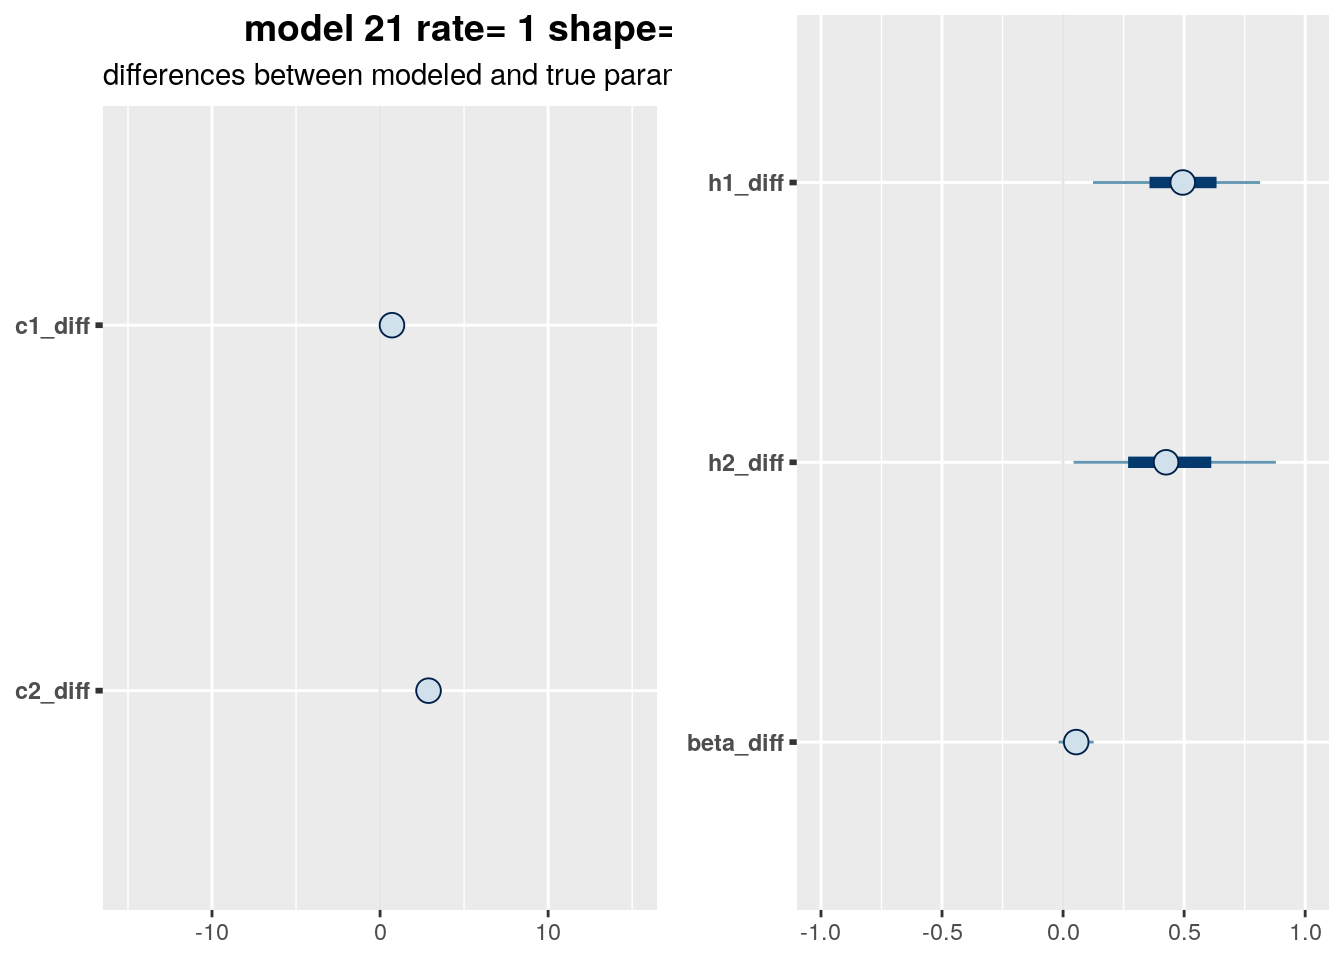 model 21 rate= 1 shape=
differences between modeled and true
c1_diff
c2_diff
-10 0 10
h1_diff
h2_diff
beta_diff
-1.0 -0.5 0.0 0.5 1.0